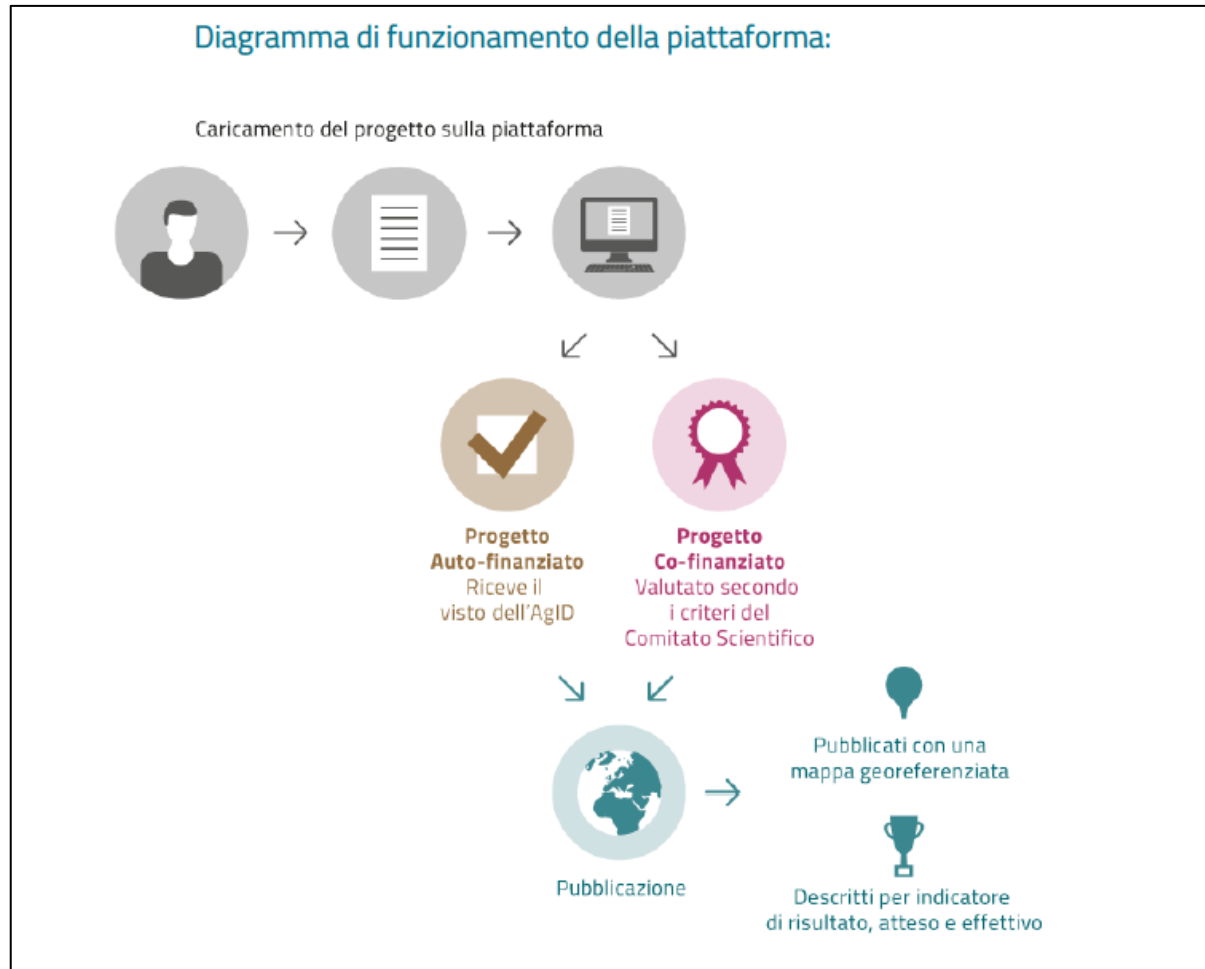 Diagramma di funzionamento della piattaforma:
Caricamento del progetto sulla piattaforma
Progetto
Auto-finanziato
Riceve il
visto dell'AgID
Progetto
Co-finanziato
Valutato secondo
i criteri del
Comitato Scientifico
Pubblicazione
Pubblicati con una
mappa georeferenziata
Descritti per indicatore
di risultato, atteso e effettivo